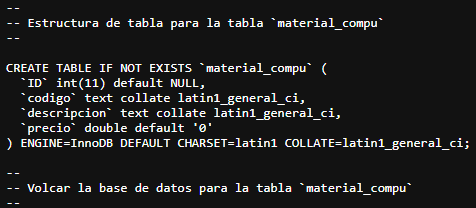 --
-- Estructura de tabla para la tabla `material_compu`
--
CREATE TABLE IF NOT EXISTS `material_compu` (
  `ID` int(11) default NULL,
  `codigo` text collate latin1_general_ci,
  `descripcion` text collate latin1_general_ci,
  `precio` double default '0'
) ENGINE=InnoDB DEFAULT CHARSET=latin1 COLLATE=latin1_general_ci;
--
-- Volcar la base de datos para la tabla `material_compu`
--